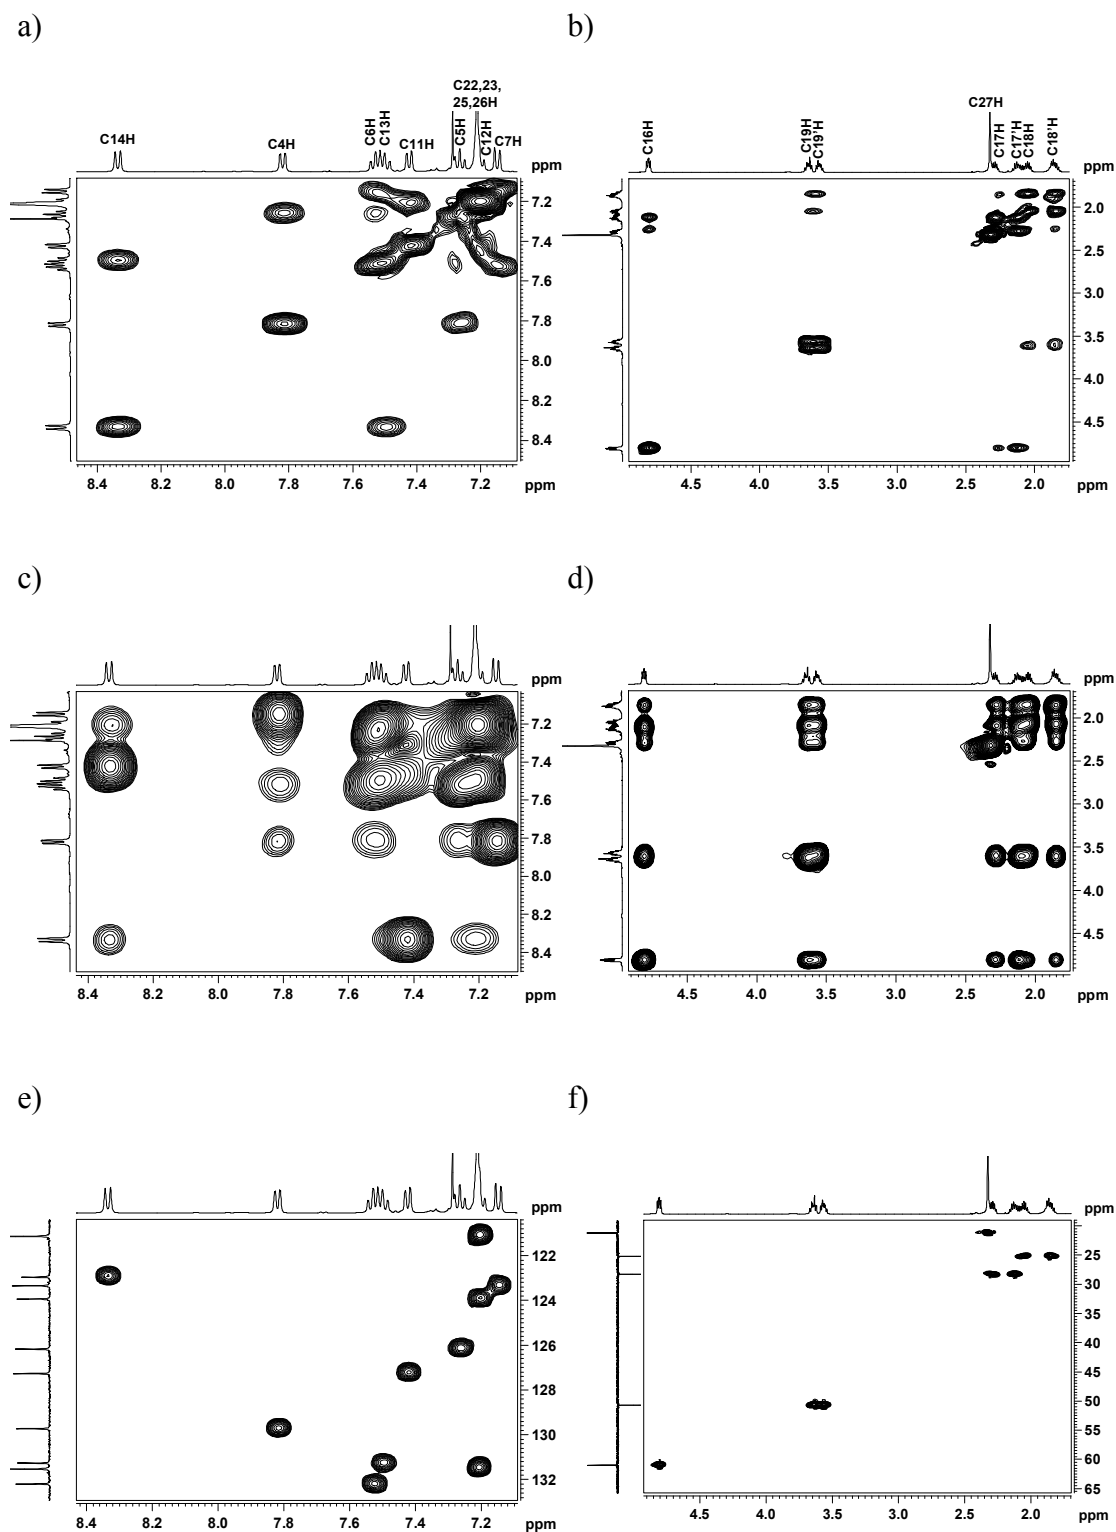 a)
b)
C22,23,
25,26H
C14H
C4H
C6H
C13H
C11H
C5H
C12H
C7H
ppm
7.2
7.4
7.6
7.8
8.0
8.2
8.4
8.4 8.2 8.0 7.8 7.6 7.4 7.2 ppm
C16H
C19H
C19'H
C27H
C17H
C17'H
C18H
C18'H
ppm
2.0
2.5
3.0
3.5
4.0
4.5
4.5 4.0 3.5 3.0 2.5 2.0 ppm
c)
d)
ppm
7.2
7.4
7.6
7.8
8.0
8.2
8.4
8.4 8.2 8.0 7.8 7.6 7.4 7.2 ppm
ppm
2.0
2.5
3.0
3.5
4.0
4.5
4.5 4.0 3.5 3.0 2.5 2.0 ppm
e)
f)
ppm
122
124
126
128
130
132
8.4 8.2 8.0 7.8 7.6 7.4 7.2 ppm
ppm
20
25
30
35
40
45
50
55
60
65
4.5 4.0 3.5 3.0 2.5 2.0 ppm